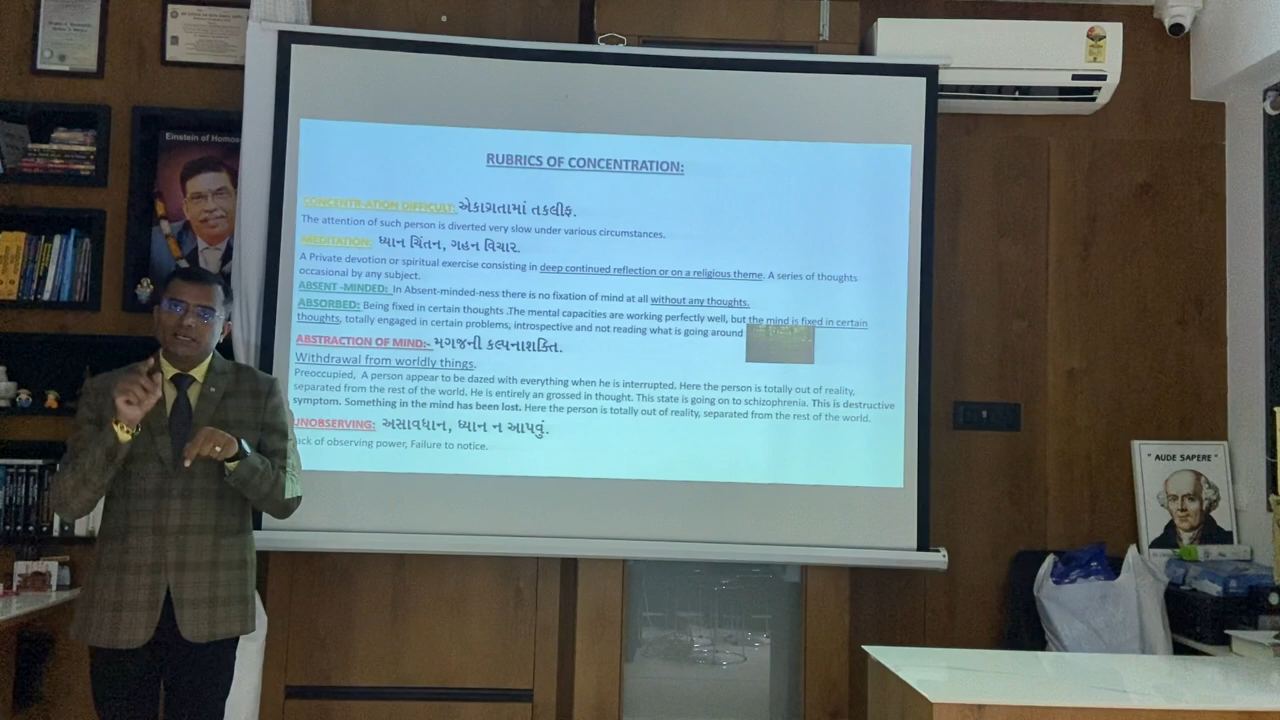 Einstein of Homoe
RUBRICS OF CONCENTRATION:
CONCENTR-ATION DIFFICULT: એકાગ્રતામાં તકલીફ.
The attention of such person is diverted very slow under various circumstances.
MEDITATION: ધ્યાન ચિંતન, ગહન વિચાર.
A Private devotion or spiritual exercise consisting in deep continued reflection or on a religious theme. A series of thoughts
occasional by any subject.
ABSENT -MINDED: In Absent-minded-ness there is no fixation of mind at all without any thoughts.
ABSORBED: Being fixed in certain thoughts .The mental capacities are working perfectly well, but the mind is fixed in certain
thoughts, totally engaged in certain problems, introspective and not reading what is going around
ABSTRACTION OF MIND:- મગજની કલ્પનાશક્તિ.
Withdrawal from worldly things.
Preoccupied, A person appear to be dazed with everything when he is interrupted. Here the person is totally out of reality,
separated from the rest of the world. He is entirely an grossed in thought. This state is going on to schizophrenia. This is destructive
symptom. Something in the mind has been lost. Here the person is totally out of reality, separated from the rest of the world.
UNOBSERVING: અસાવધાન, ધ્યાન ન આપવું.
ack of observing power, Failure to notice.
" AUDE SAPERE "